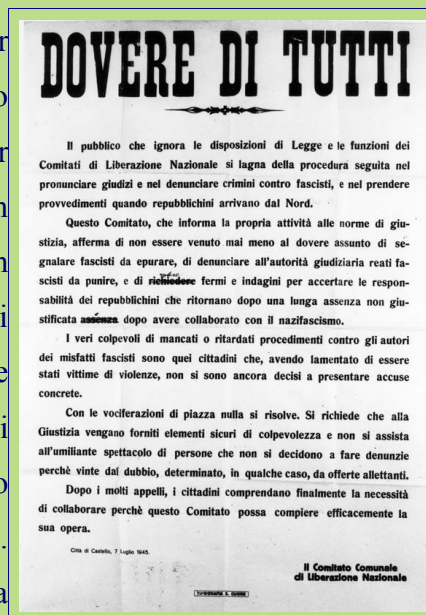 DOVERE DI TUTTI
Il pubblico che ignora le disposizioni di Legge e le funzioni dei
Comitati di Liberazione Nazionale si lagna della procedura seguita nel
pronunciare giudizi e nel denunciare crimini contro fascisti, e nel prendere
provvedimenti quando repubblichini arrivano dal Nord.
Questo Comitato, che informa la propria attività alle norme di giu-
stizia, afferma di non essere venuto mai meno al dovere assunto di se-
gnalare fascisti da epurare, di denunciare all'autorità giudiziaria reati fa-
scisti da punire, e di richiedere fermi e indagini per accertare le respon-
sabilità dei repubblichini che ritornano dopo una lunga assenza non giu-
stificata assenza dopo avere collaborato con il nazifascismo.
I veri colpevoli di mancati o ritardati procedimenti contro gli autori
dei misfatti fascisti sono quei cittadini che, avendo lamentato di essere
stati vittime di violenze, non si sono ancora decisi a presentare accuse
concrete.
Con le vociferazioni di piazza nulla si risolve. Si richiede che alla
Giustizia vengano forniti elementi sicuri di colpevolezza e non si assista
all'umiliante spettacolo di persone che non si decidono a fare denunzie
perchè vinte dal dubbio, determinato, in qualche caso, da offerte allettanti.
Dopo i molti appelli, i cittadini comprendano finalmente la necessità
di collaborare perchè questo Comitato possa compiere efficacemente la
sua opera.
Città di Castello, 7 Luglio 1945.
Il Comitato Comunale
di Liberazione Nazionale
TIPOGRAFIA S. CUORE